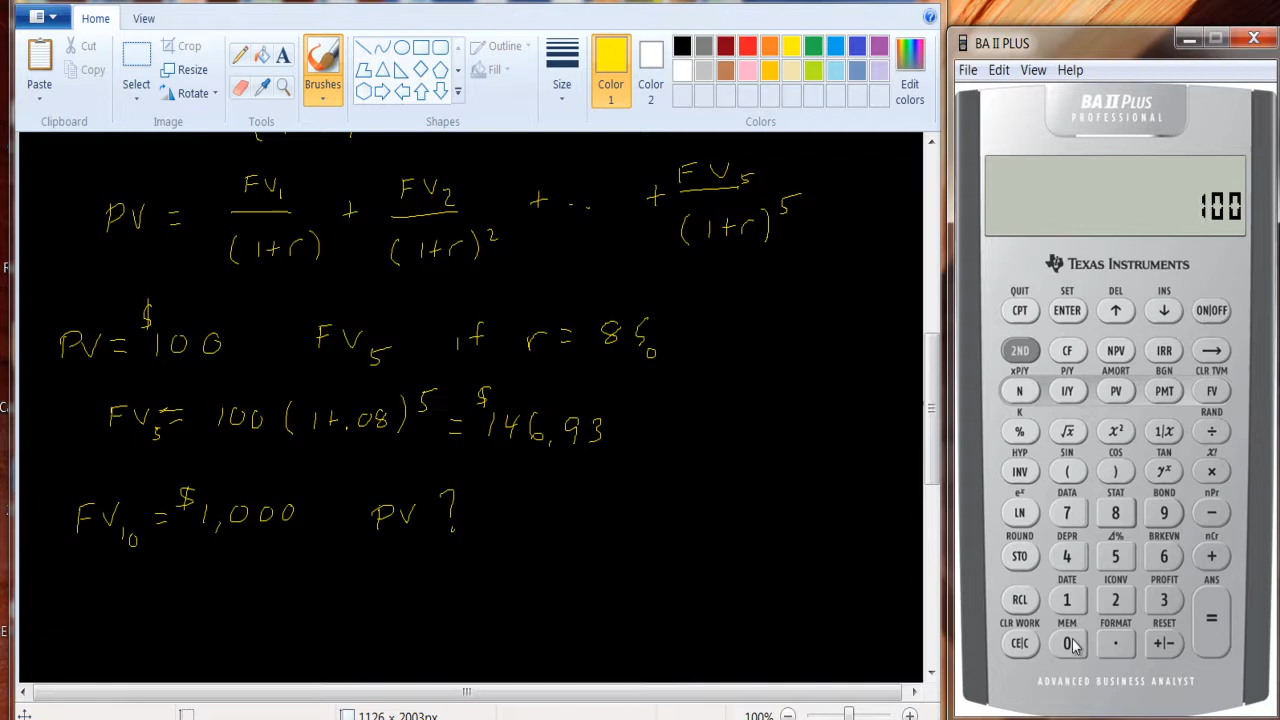 Home View
BA II PLUS
Cut
Copy
Paste
Clipboard
Select
Crop
Resize
Rotate
Image
Tools
Brushes
Outline
Fill
Shapes
Size
Color 1
Color 2
Edit colors
Colors
File Edit View Help
PV = FV1 / (1+r) + FV2 / (1+r)^2 + ... + FV5 / (1+r)^5
PV = $100 FV5 if r = 8%
FV5 = 100 (1+.08)^5 = $146.93
FV10 = $1,000 PV ?
1126 × 2003px
100%
BA II PLUS
PROFESSIONAL
100
TEXAS INSTRUMENTS
QUIT SET DEL INS
CPT ENTER ↑ ↓ ON|OFF
2ND CF NPV IRR →
xP/Y P/Y AMORT BGN CLR TVM
N I/Y PV PMT FV
K RAND
% √x x² 1/x ÷
HYP SIN COS TAN x!
INV ( ) yˣ ×
eˣ DATA STAT BOND nPr
LN 7 8 9 −
ROUND DEPR Δ% BRKEVN nCr
STO 4 5 6 +
DATE ICONV PROFIT ANS
RCL 1 2 3 =
CLR WORK MEM FORMAT RESET
CE|C 0 . +|−
ADVANCED BUSINESS ANALYST